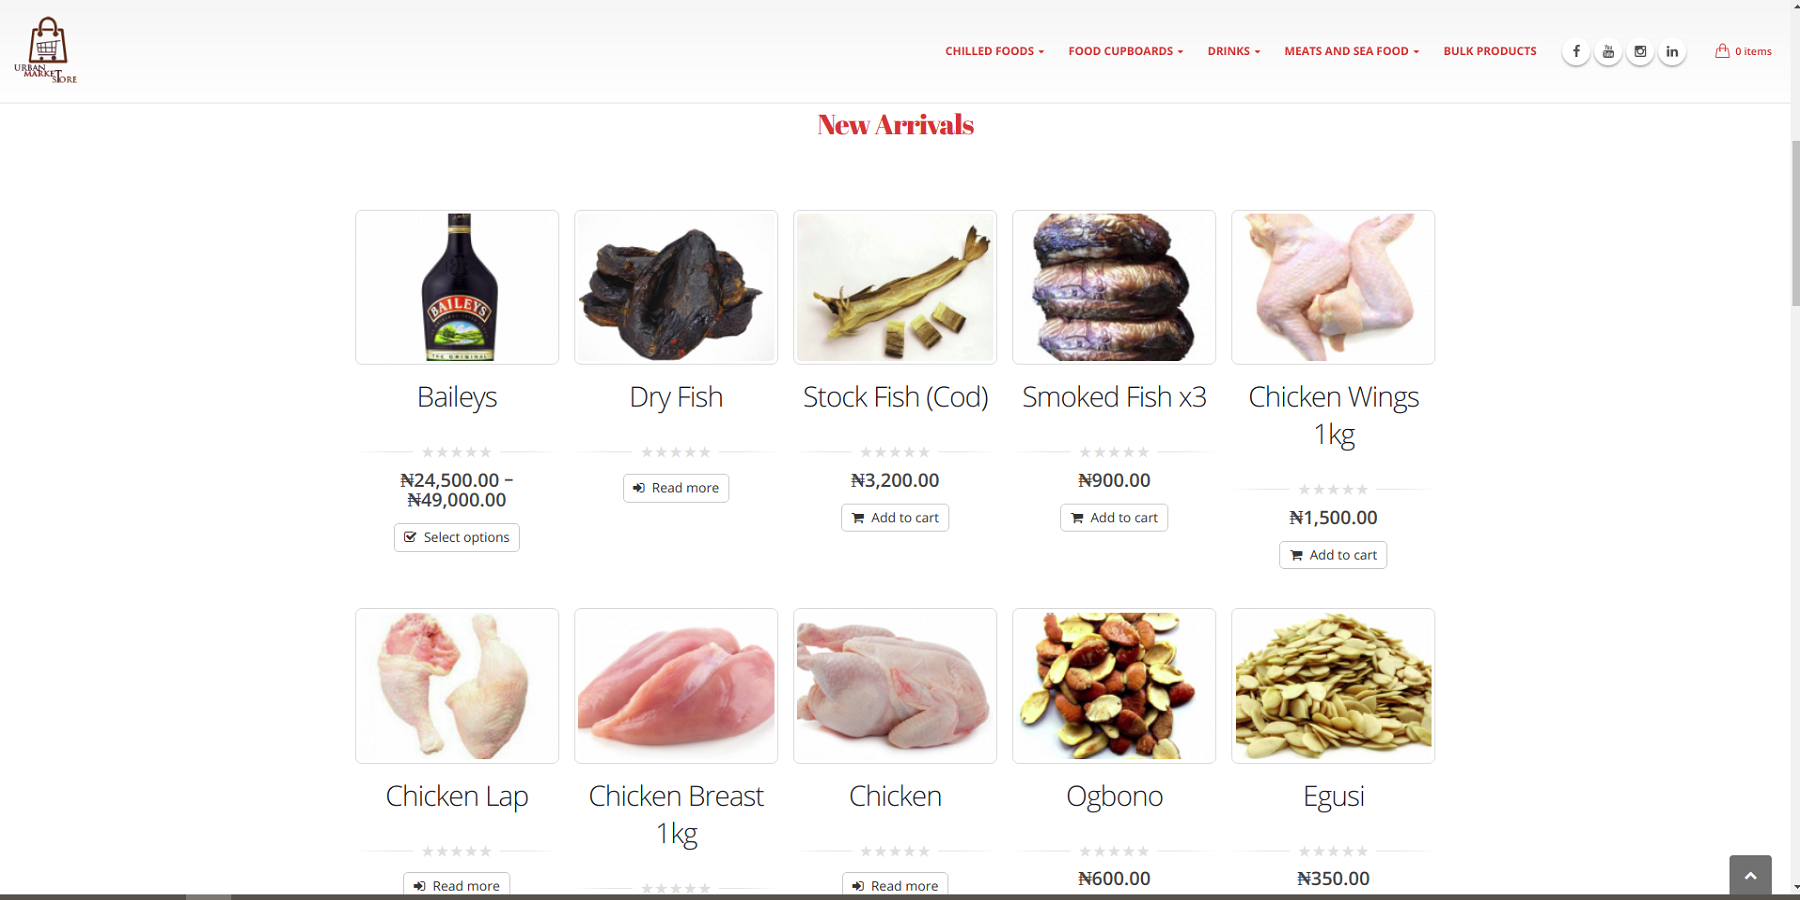 URBAN
MARKET
STORE
CHILLED FOODS
FOOD CUPBOARDS
DRINKS
MEATS AND SEA FOOD
BULK PRODUCTS
0 items
New Arrivals
BAILEYS
THE ORIGINAL
Baileys
₦24,500.00 –
₦49,000.00
Select options
Dry Fish
Read more
Stock Fish (Cod)
₦3,200.00
Add to cart
Smoked Fish x3
₦900.00
Add to cart
Chicken Wings
1kg
₦1,500.00
Add to cart
Chicken Lap
Read more
Chicken Breast
1kg
Chicken
Read more
Ogbono
₦600.00
Egusi
₦350.00